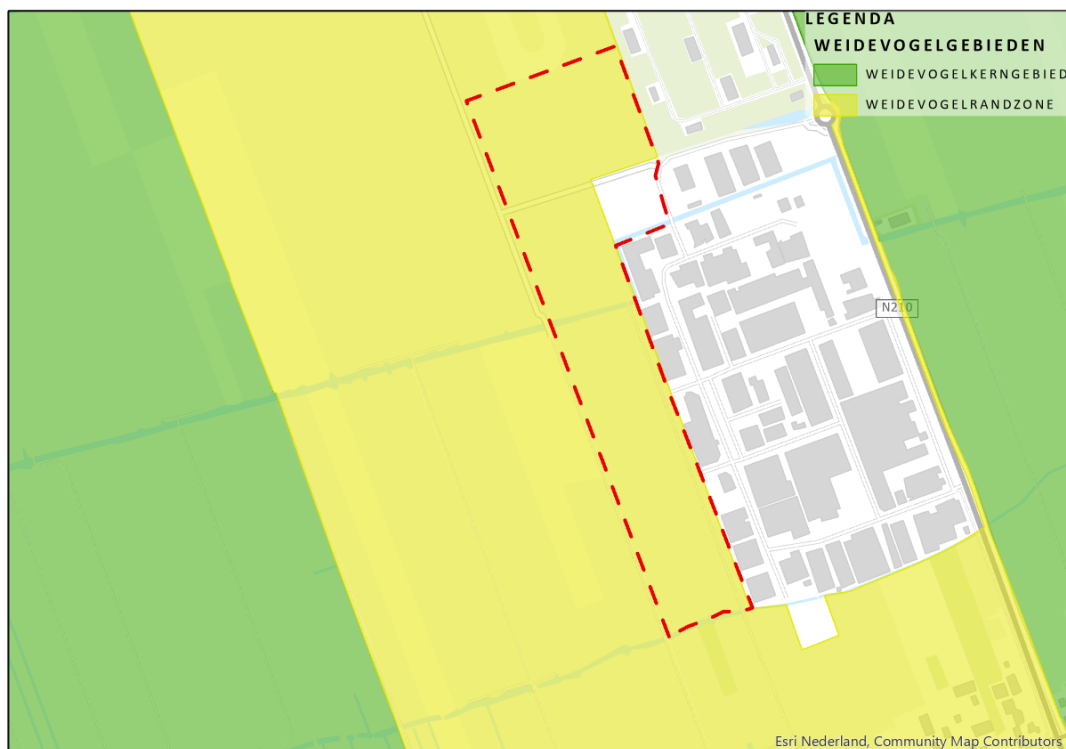 LEGENDA
WEIDEVOGELGEBIEDEN
WEIDEVOGELKERNGEBIED
WEIDEVOGELRANDZONE
N210
Esri Nederland, Community Map Contributors